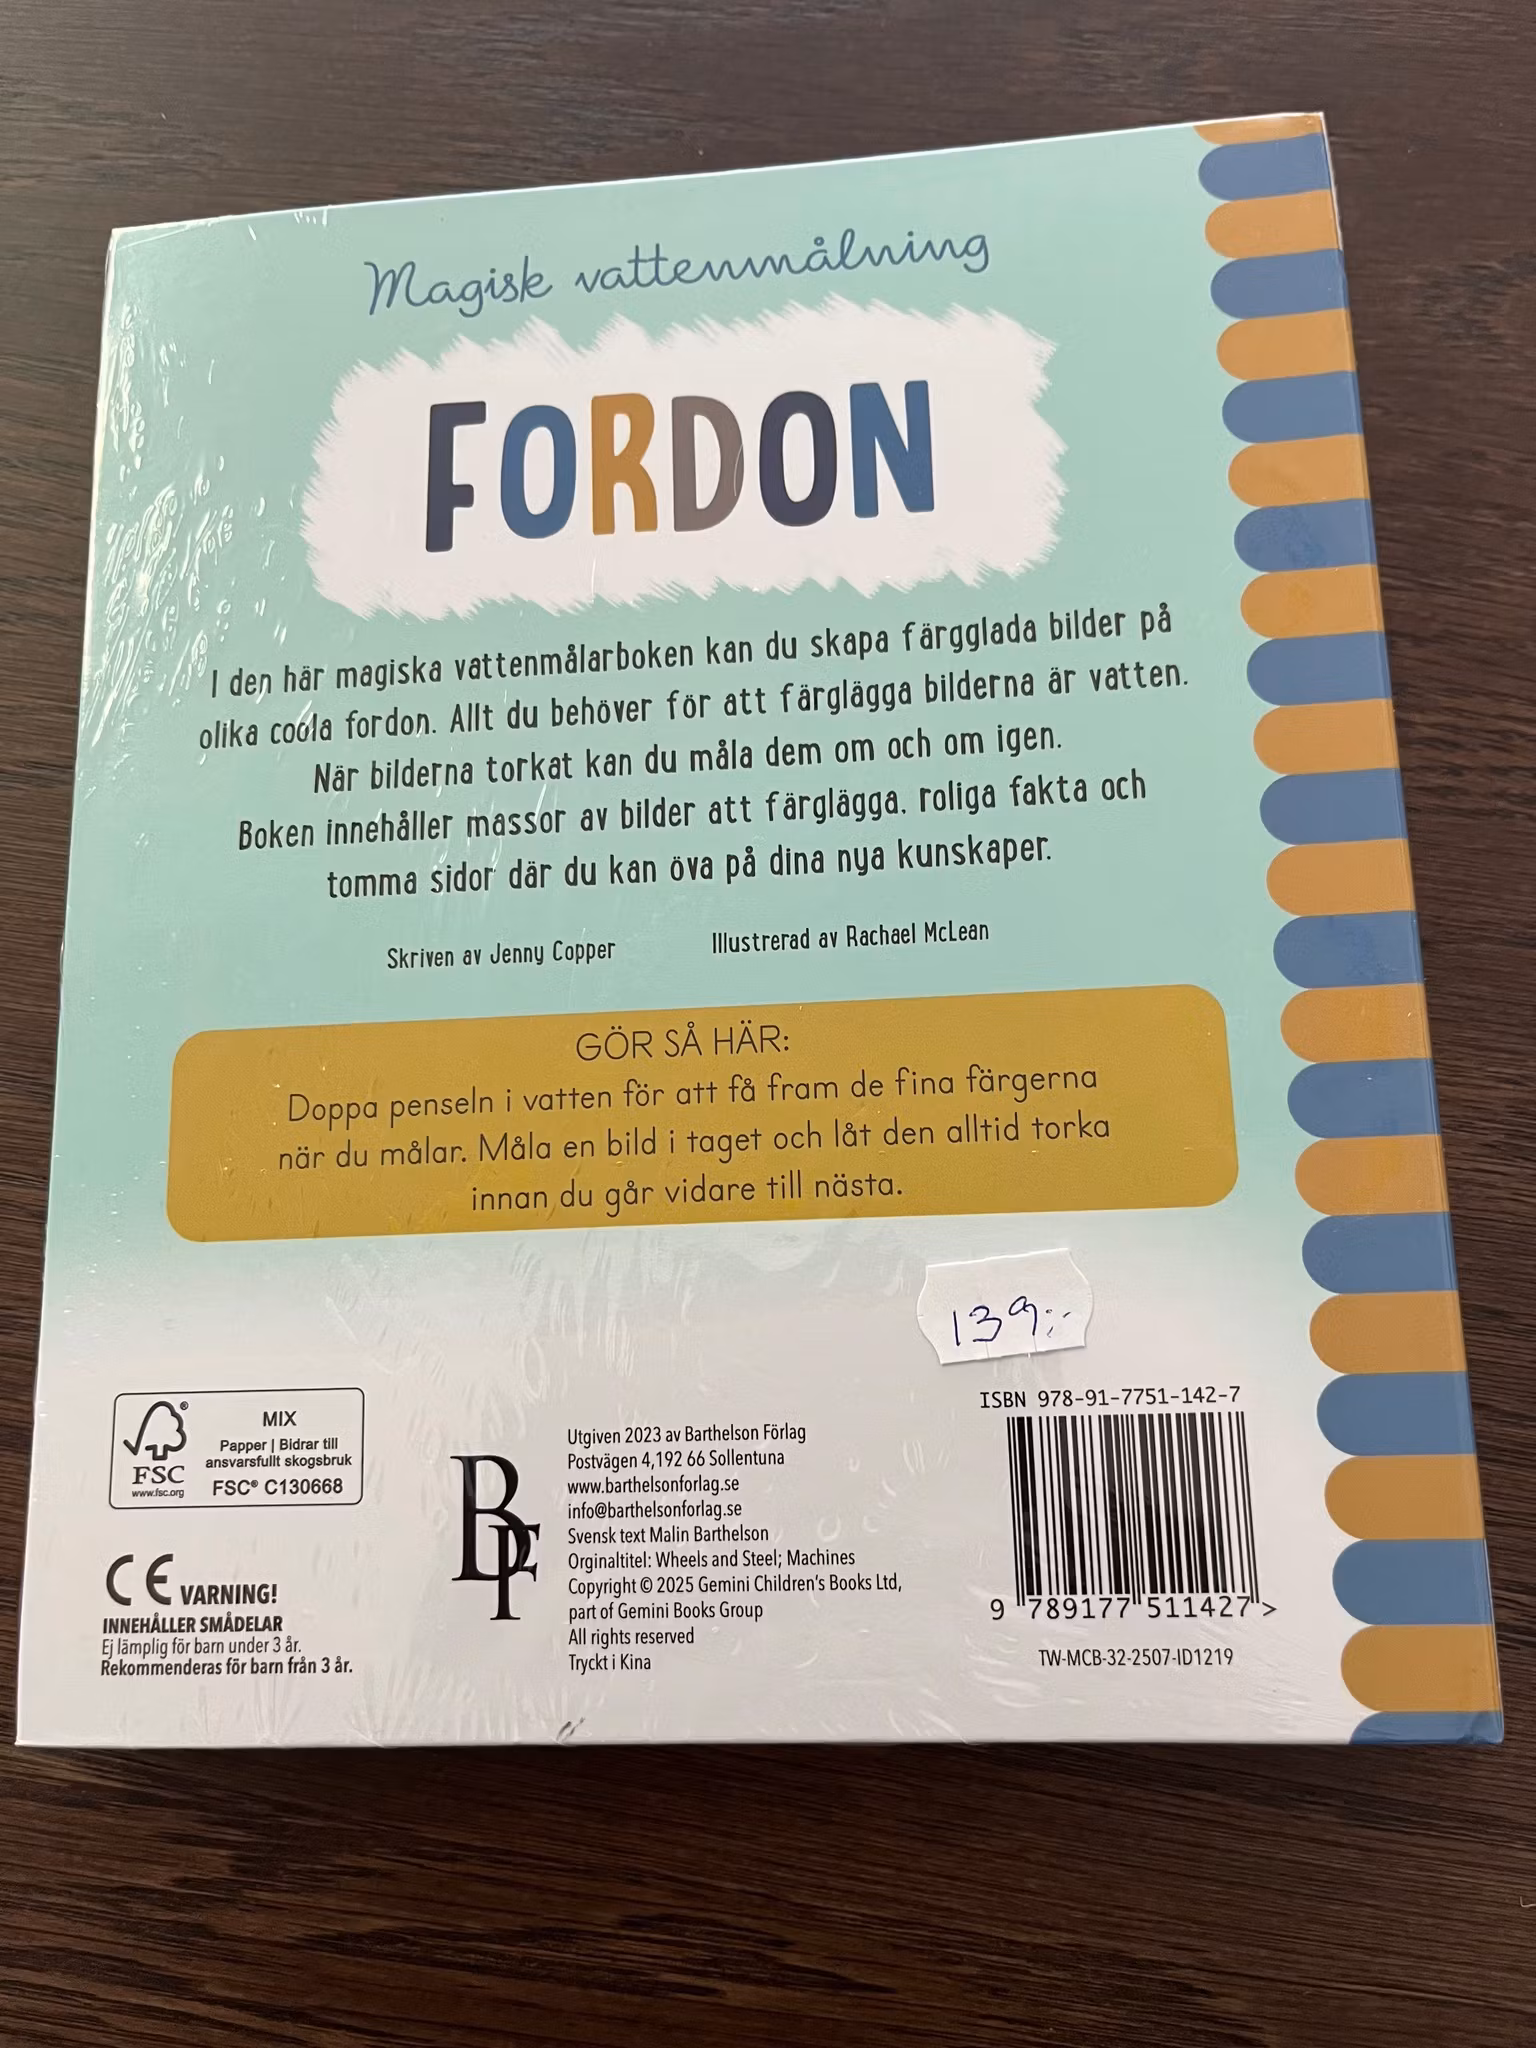 Magisk vattenmålning
FORDON
I den här magiska vattenmålarboken kan du skapa färgglada bilder på
olika coola fordon. Allt du behöver för att färglägga bilderna är vatten.
När bilderna torkat kan du måla dem om och om igen.
Boken innehåller massor av bilder att färglägga, roliga fakta och
tomma sidor där du kan öva på dina nya kunskaper.
Skriven av Jenny Copper
Illustrerad av Rachael McLean
GÖR SÅ HÄR:
Doppa penseln i vatten för att få fram de fina färgerna
när du målar. Måla en bild i taget och låt den alltid torka
innan du går vidare till nästa.
139:-
FSC
www.fsc.org
MIX
Papper | Bidrar till
ansvarsfullt skogsbruk
FSC® C130668
CE VARNING!
INNEHÅLLER SMÅDELAR
Ej lämplig för barn under 3 år.
Rekommenderas för barn från 3 år.
BF
Utgiven 2023 av Barthelson Förlag
Postvägen 4,192 66 Sollentuna
www.barthelsonforlag.se
info@barthelsonforlag.se
Svensk text Malin Barthelson
Orginaltitel: Wheels and Steel; Machines
Copyright © 2025 Gemini Children's Books Ltd,
part of Gemini Books Group
All rights reserved
Tryckt i Kina
ISBN 978-91-7751-142-7
9 789177 511427 >
TW-MCB-32-2507-ID1219